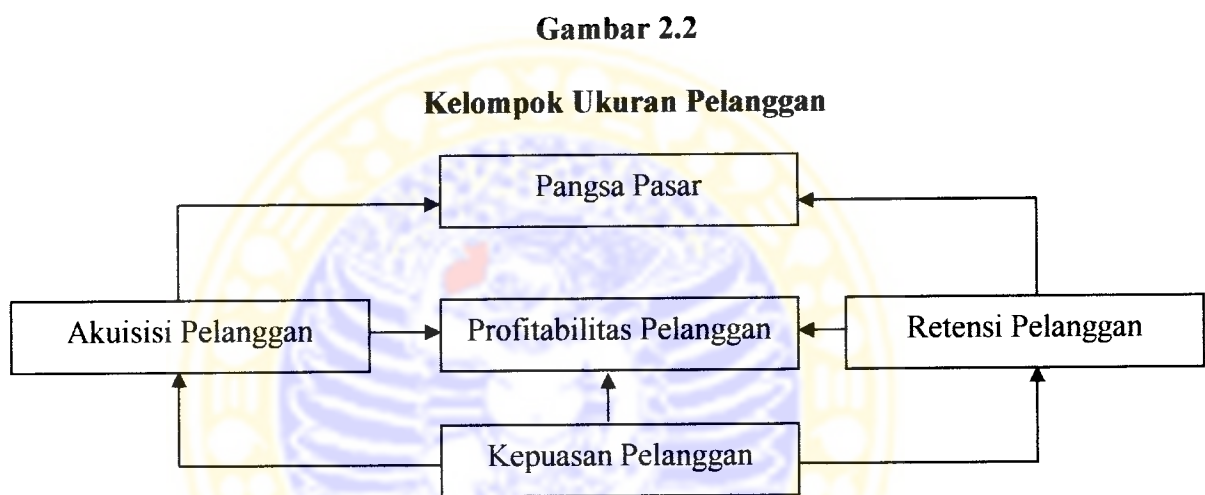 Gambar 2.2
Kelompok Ukuran Pelanggan
Pangsa Pasar
Akuisisi Pelanggan
Profitabilitas Pelanggan
Retensi Pelanggan
Kepuasan Pelanggan